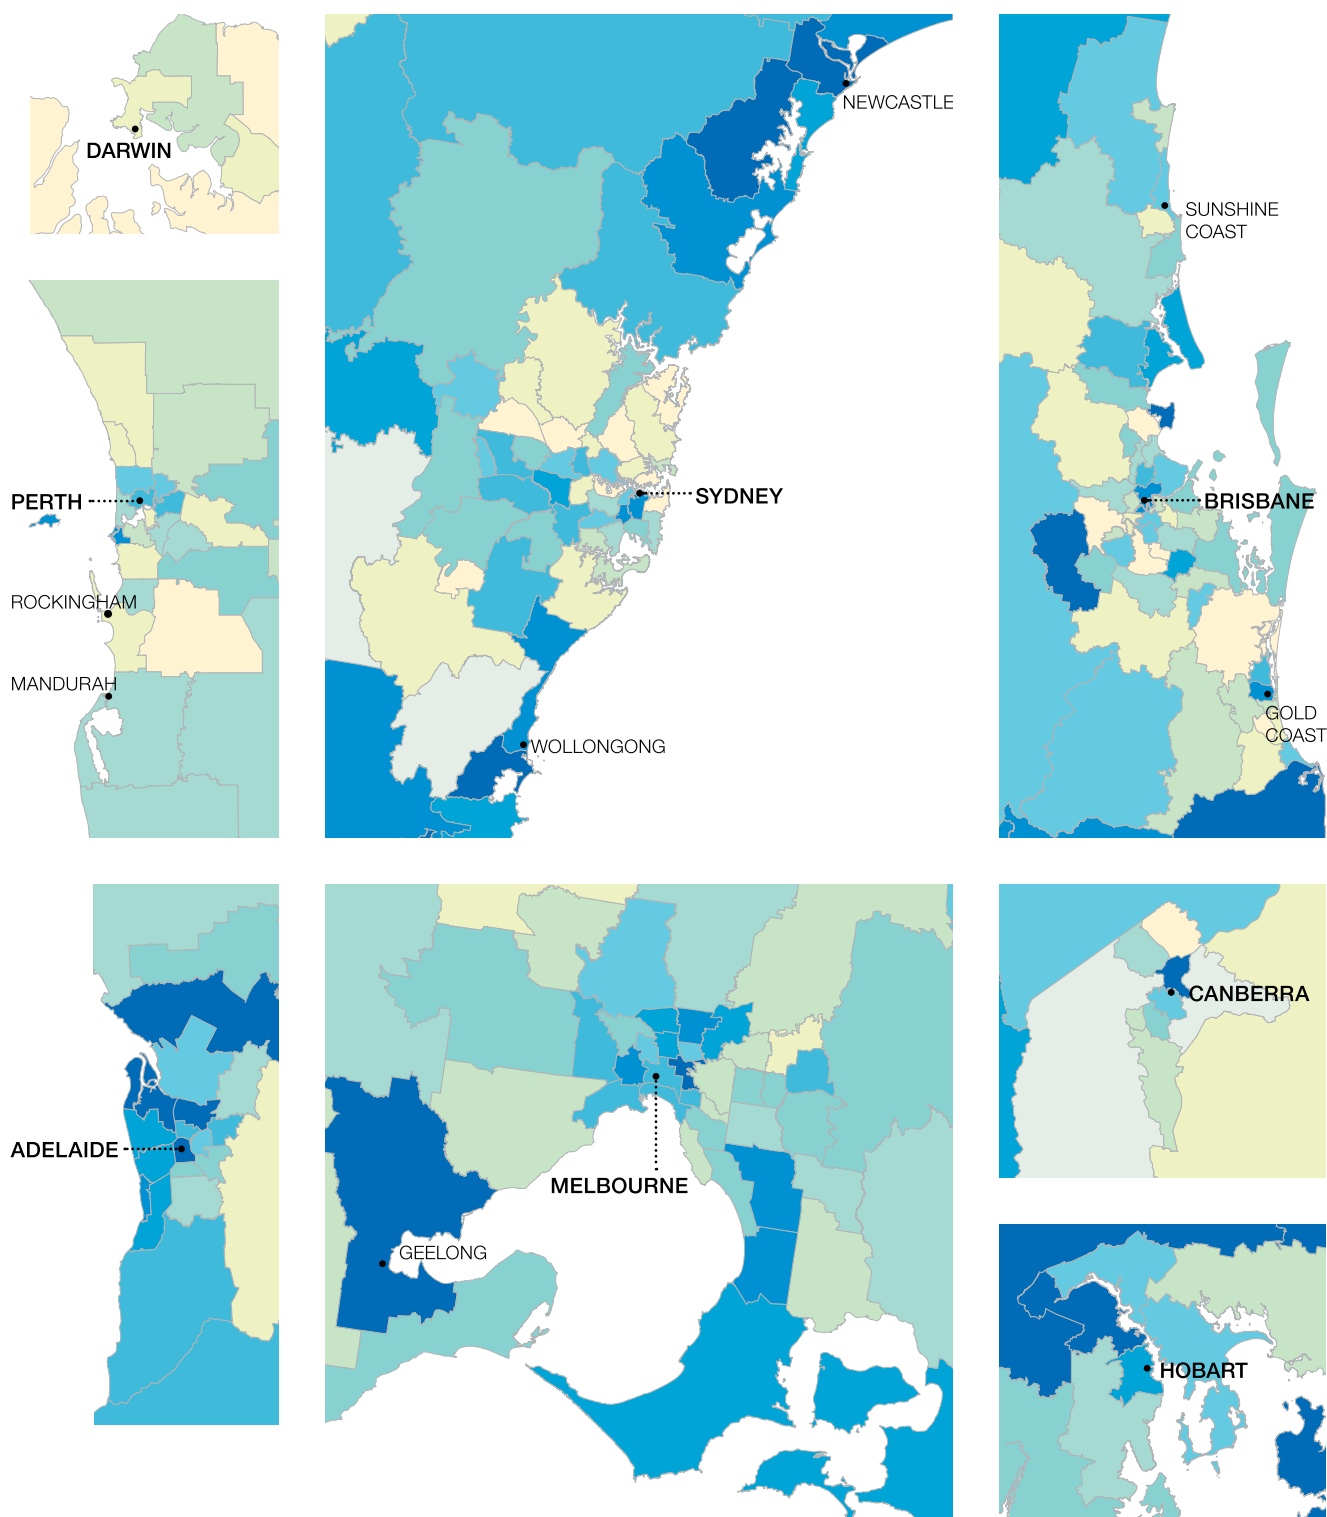 DARWIN
NEWCASTLE
SUNSHINE
COAST
PERTH
SYDNEY
BRISBANE
ROCKINGHAM
MANDURAH
WOLLONGONG
GOLD
COAST
CANBERRA
ADELAIDE
MELBOURNE
GEELONG
HOBART